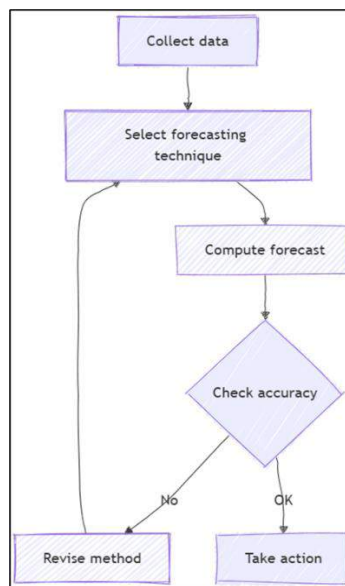 Collect data
Select forecasting
technique
Compute forecast
Check accuracy
No
OK
Revise method
Take action